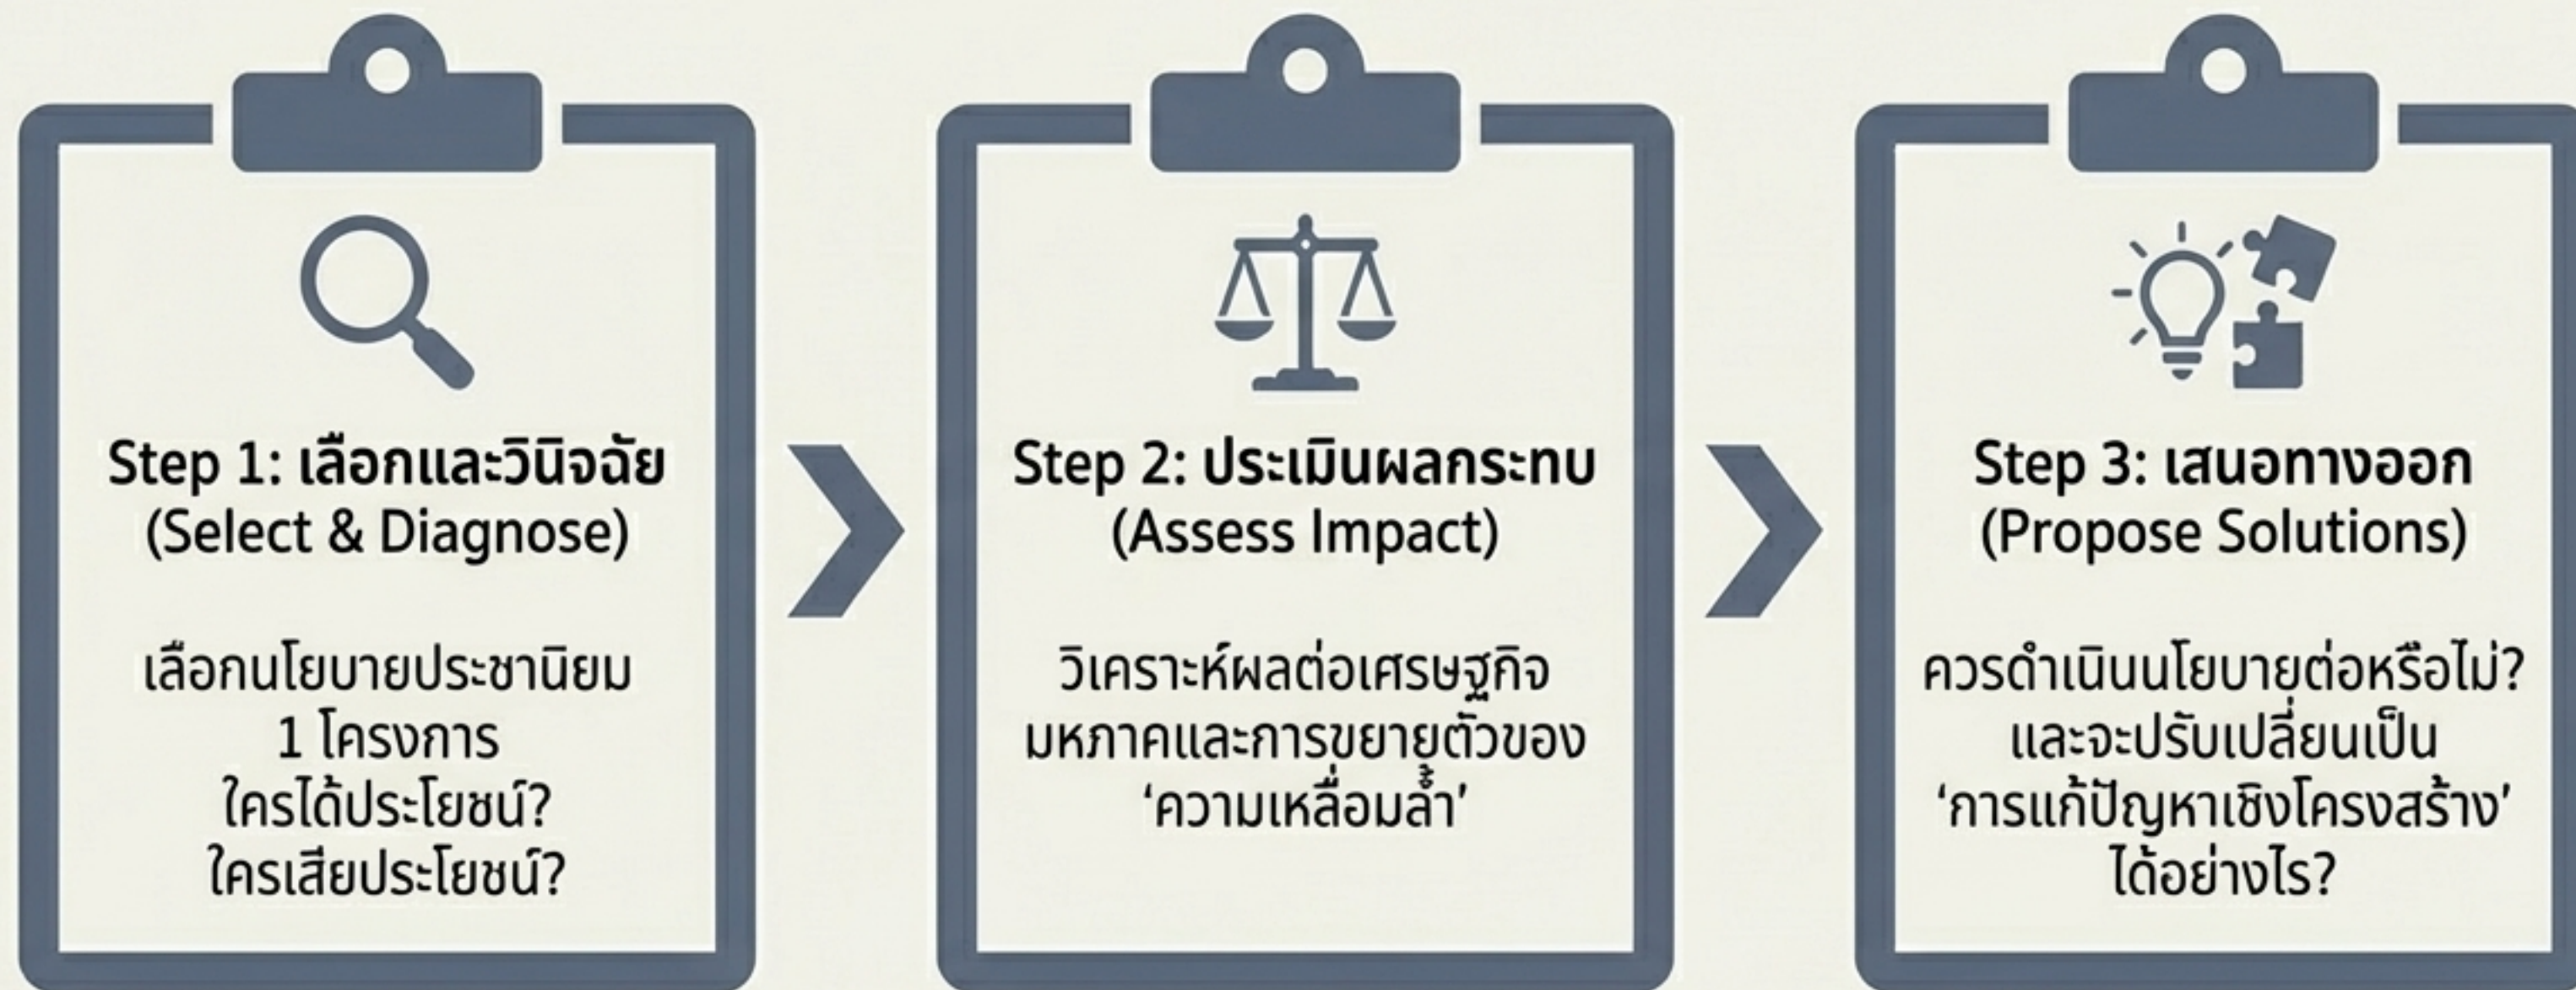 Step 1: เลือกและวินิจฉัย
(Select & Diagnose)
เลือกนโยบายประชานิยม
1 โครงการ
ใครได้ประโยชน์?
ใครเสียประโยชน์?
Step 2: ประเมินผลกระทบ
(Assess Impact)
วิเคราะห์ผลต่อเศรษฐกิจ
มหภาคและการขยายตัวของ
‘ความเหลื่อมล้ำ’
Step 3: เสนอทางออก
(Propose Solutions)
ควรดำเนินนโยบายต่อหรือไม่?
และจะปรับเปลี่ยนเป็น
‘การแก้ปัญหาเชิงโครงสร้าง’
ได้อย่างไร?